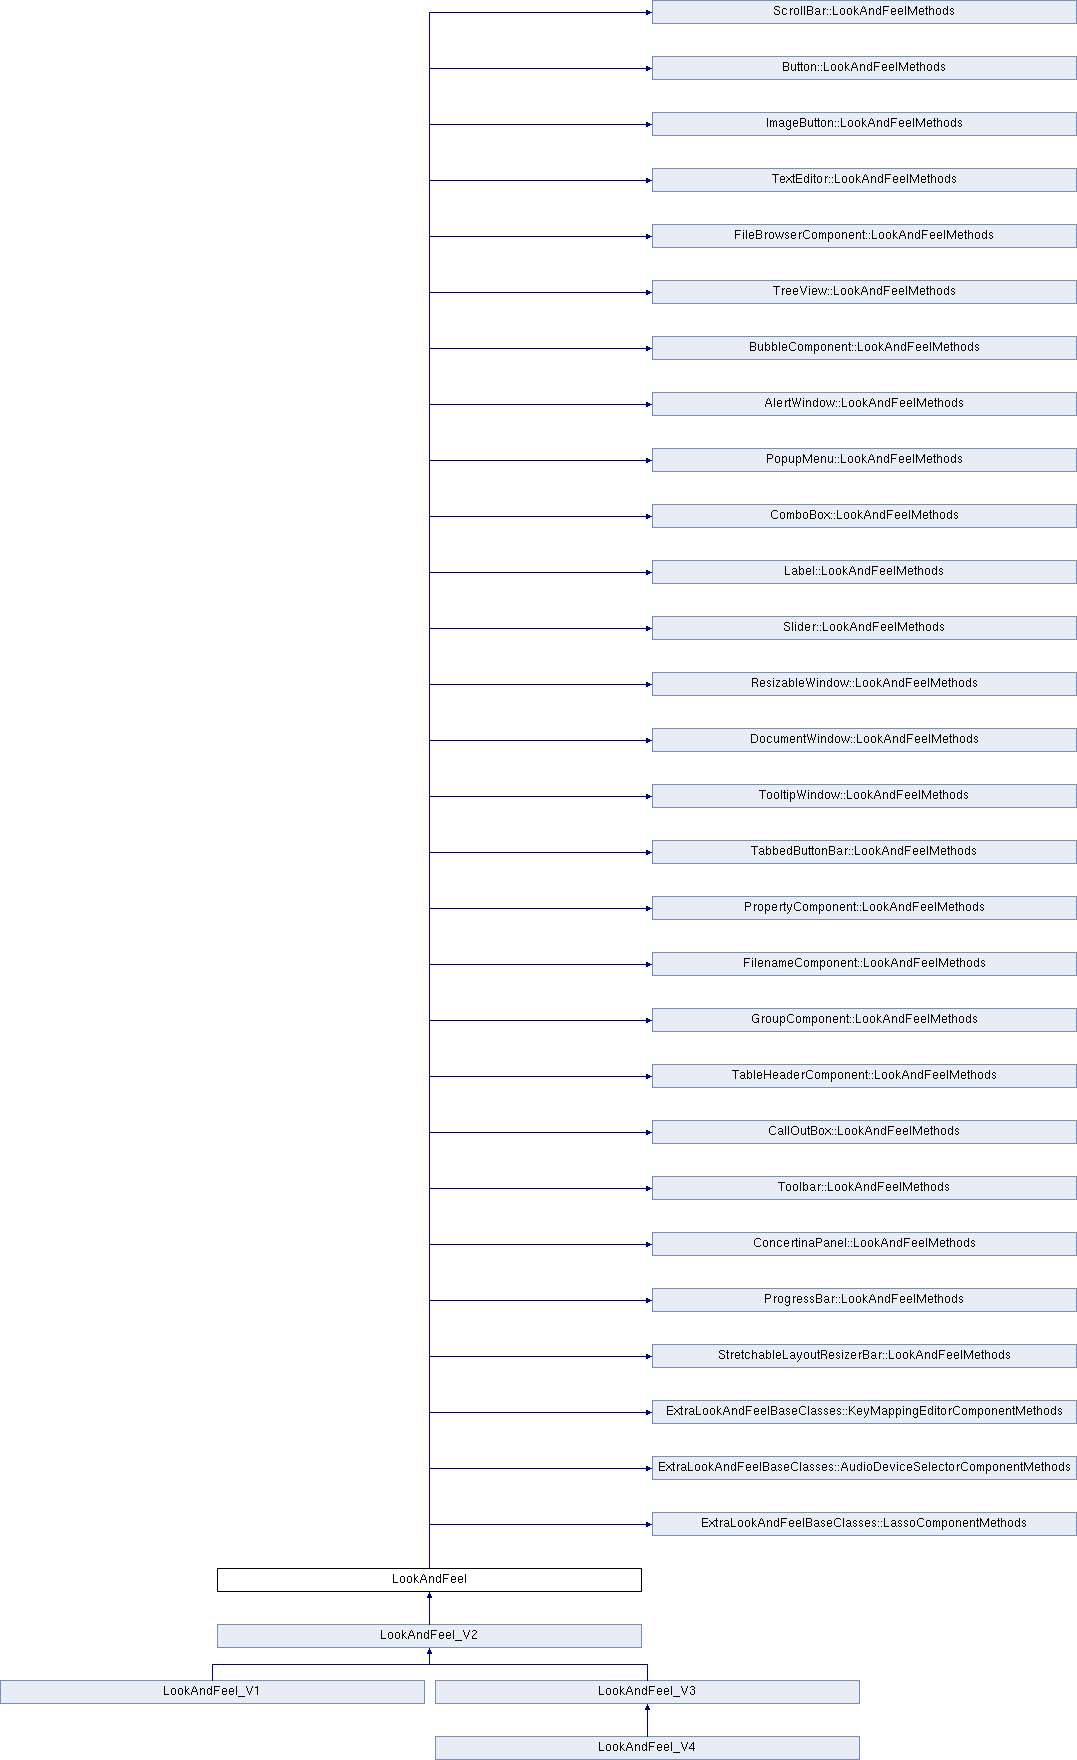 ScrollBar::LookAndFeelMethods
Button::LookAndFeelMethods
ImageButton::LookAndFeelMethods
TextEditor::LookAndFeelMethods
FileBrowserComponent::LookAndFeelMethods
TreeView::LookAndFeelMethods
BubbleComponent::LookAndFeelMethods
AlertWindow::LookAndFeelMethods
PopupMenu::LookAndFeelMethods
ComboBox::LookAndFeelMethods
Label::LookAndFeelMethods
Slider::LookAndFeelMethods
ResizableWindow::LookAndFeelMethods
DocumentWindow::LookAndFeelMethods
TooltipWindow::LookAndFeelMethods
TabbedButtonBar::LookAndFeelMethods
PropertyComponent::LookAndFeelMethods
FilenameComponent::LookAndFeelMethods
GroupComponent::LookAndFeelMethods
TableHeaderComponent::LookAndFeelMethods
CallOutBox::LookAndFeelMethods
Toolbar::LookAndFeelMethods
ConcertinaPanel::LookAndFeelMethods
ProgressBar::LookAndFeelMethods
StretchableLayoutResizerBar::LookAndFeelMethods
ExtraLookAndFeelBaseClasses::KeyMappingEditorComponentMethods
ExtraLookAndFeelBaseClasses::AudioDeviceSelectorComponentMethods
ExtraLookAndFeelBaseClasses::LassoComponentMethods
LookAndFeel
LookAndFeel_V2
LookAndFeel_V1
LookAndFeel_V3
LookAndFeel_V4